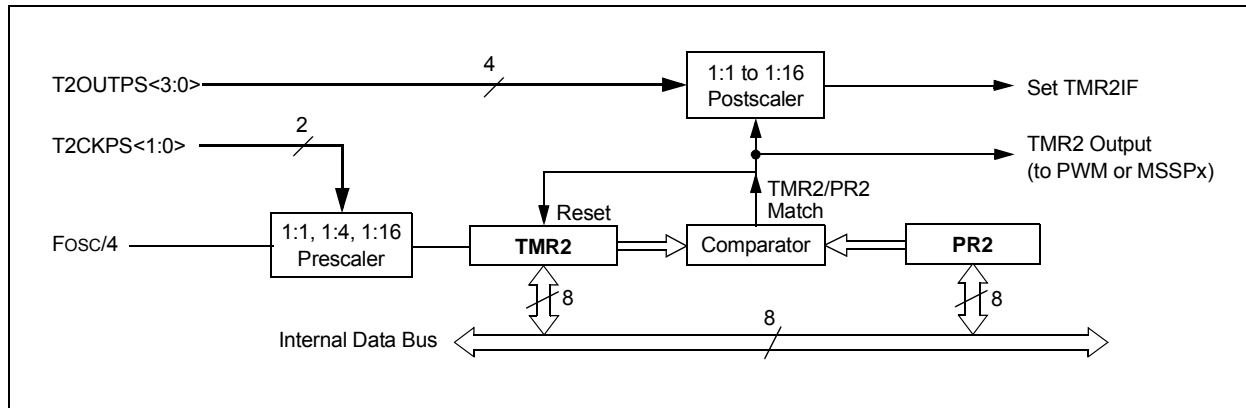 T2OUTPS<3:0>
4
1:1 to 1:16
Postscaler
Set TMR2IF
T2CKPS<1:0>
2
TMR2 Output
(to PWM or MSSPx)
TMR2/PR2
Match
Reset
FOSC/4
1:1, 1:4, 1:16
Prescaler
TMR2
Comparator
PR2
8
8
Internal Data Bus
8